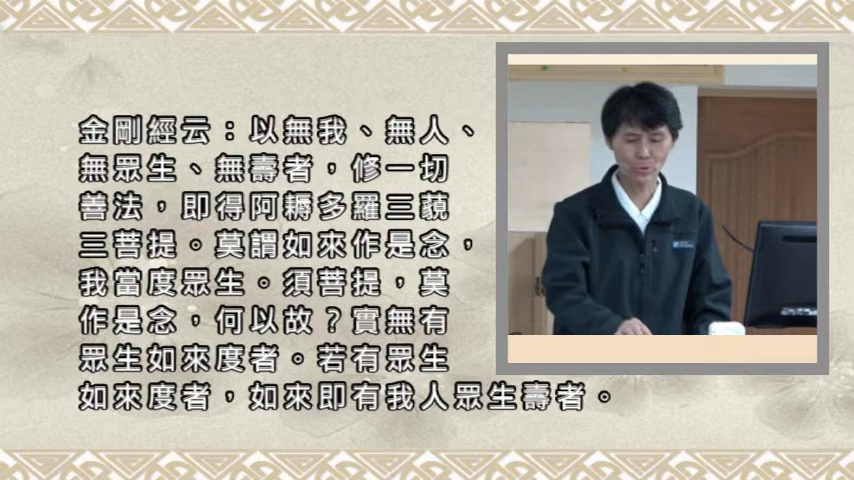 金剛經云：以無我、無人、
無眾生、無壽者，修一切
善法，即得阿耨多羅三藐
三菩提。莫謂如來作是念，
我當度眾生。須菩提，莫
作是念，何以故？實無有
眾生如來度者。若有眾生
如來度者，如來即有我人眾生壽者。